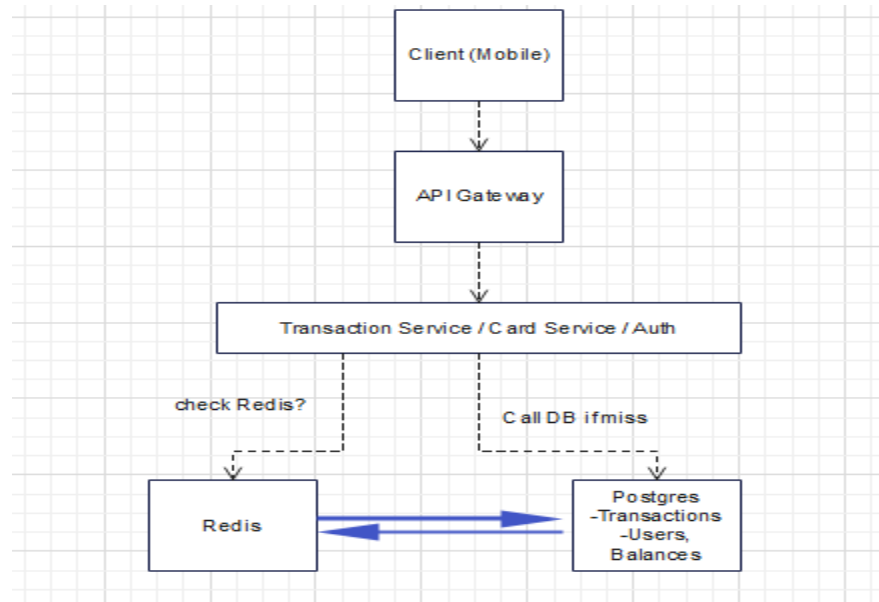 Client (Mobile)
API Gateway
Transaction Service / Card Service / Auth
check Redis?
Call DB if miss
Redis
Postgres
-Transactions
-Users,
Balances